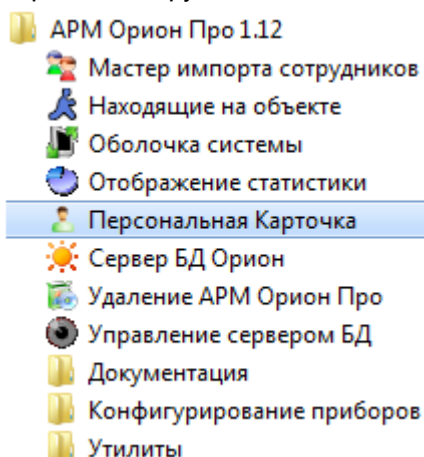 АРМ Орион Про 1.12
Мастер импорта сотрудников
Находящие на объекте
Оболочка системы
Отображение статистики
Персональная Карточка
Сервер БД Орион
Удаление АРМ Орион Про
Управление сервером БД
Документация
Конфигурирование приборов
Утилиты